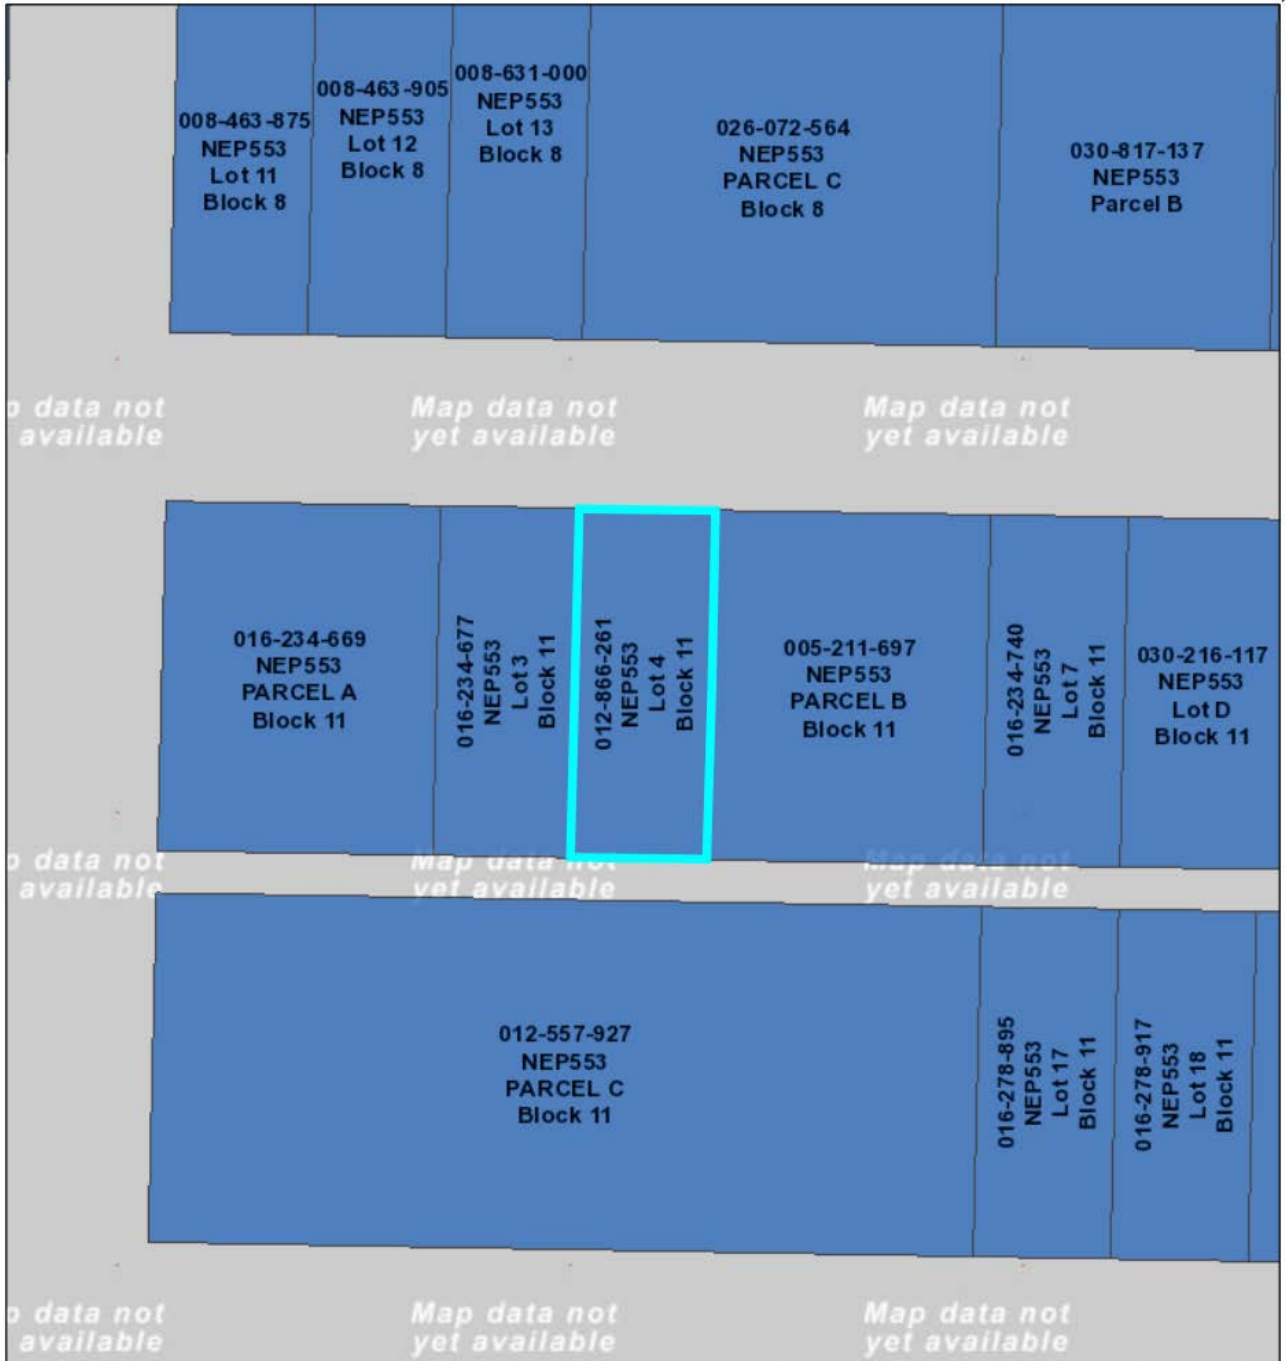 008-463-875
NEP553
Lot 11
Block 8
008-463-905
NEP553
Lot 12
Block 8
008-631-000
NEP553
Lot 13
Block 8
026-072-564
NEP553
PARCEL C
Block 8
030-817-137
NEP553
Parcel B
data not
available
Map data not
yet available
Map data not
yet available
016-234-669
NEP553
PARCEL A
Block 11
016-234-677
NEP553
Lot 3
Block 11
012-866-261
NEP553
Lot 4
Block 11
005-211-697
NEP553
PARCEL B
Block 11
016-234-740
NEP553
Lot 7
Block 11
030-216-117
NEP553
Lot D
Block 11
data not
available
Map data not
yet available
Map data not
yet available
012-557-927
NEP553
PARCEL C
Block 11
016-278-895
NEP553
Lot 17
Block 11
016-278-917
NEP553
Lot 18
Block 11
data not
available
Map data not
yet available
Map data not
yet available